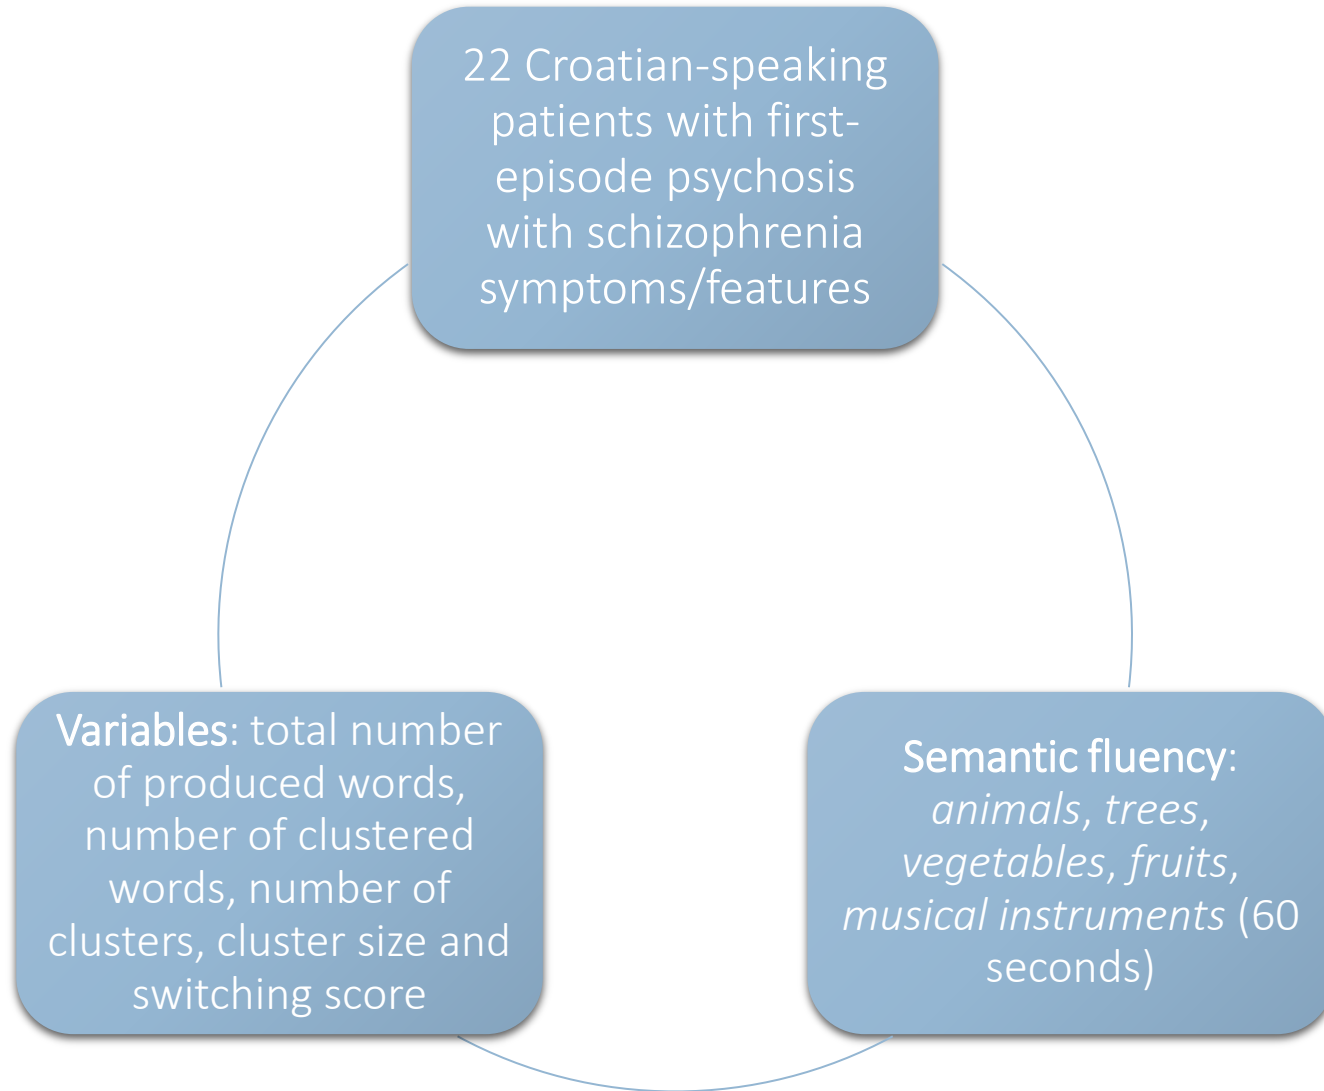 22 Croatian-speaking
patients with first-
episode psychosis
with schizophrenia
symptoms/features
Variables: total number
of produced words,
number of clustered
words, number of
clusters, cluster size and
switching score
Semantic fluency:
animals, trees,
vegetables, fruits,
musical instruments (60
seconds)